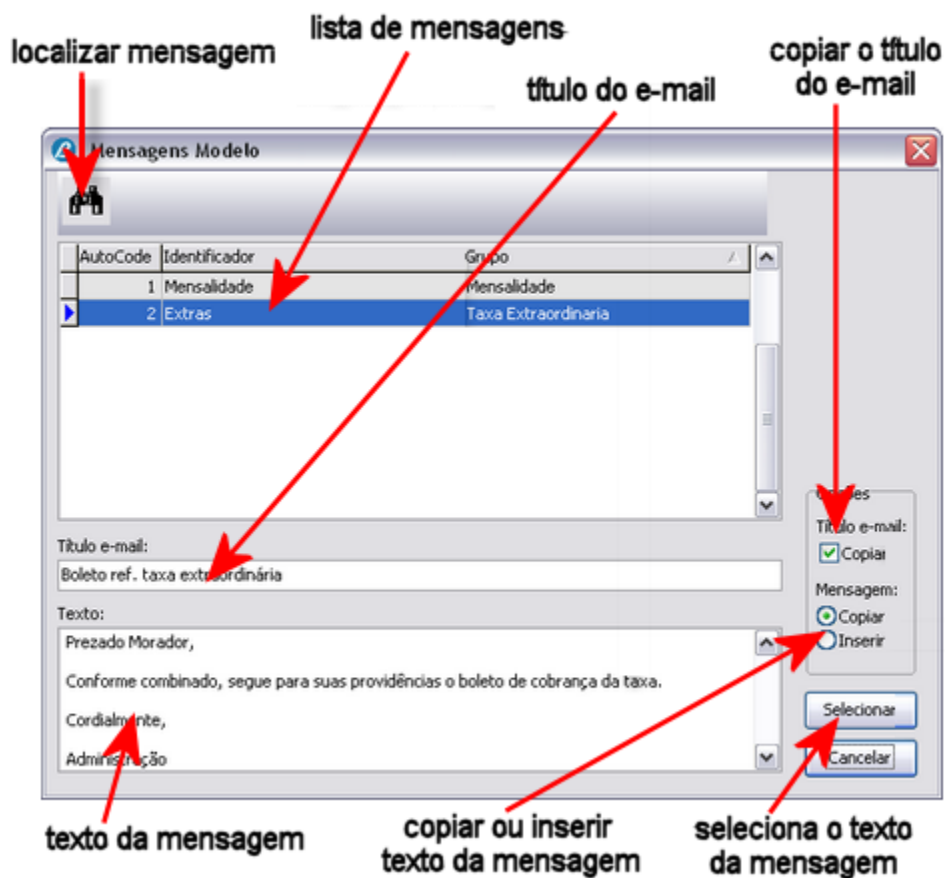 lista de mensagens
localizar mensagem
copiar o título
do e-mail
título do e-mail
Mensagens Modelo
AutoCode Identificador Grupo
1 Mensalidade Mensalidade
2 Extras Taxa Extraordinaria
Opções
Título e-mail:
Copiar
Mensagem:
Copiar
Inserir
Título e-mail:
Boleto ref. taxa extraordinária
Texto:
Prezado Morador,
Conforme combinado, segue para suas providências o boleto de cobrança da taxa.
Cordialmente,
Administração
Selecionar
Cancelar
texto da mensagem
copiar ou inserir
texto da mensagem
seleciona o texto
da mensagem